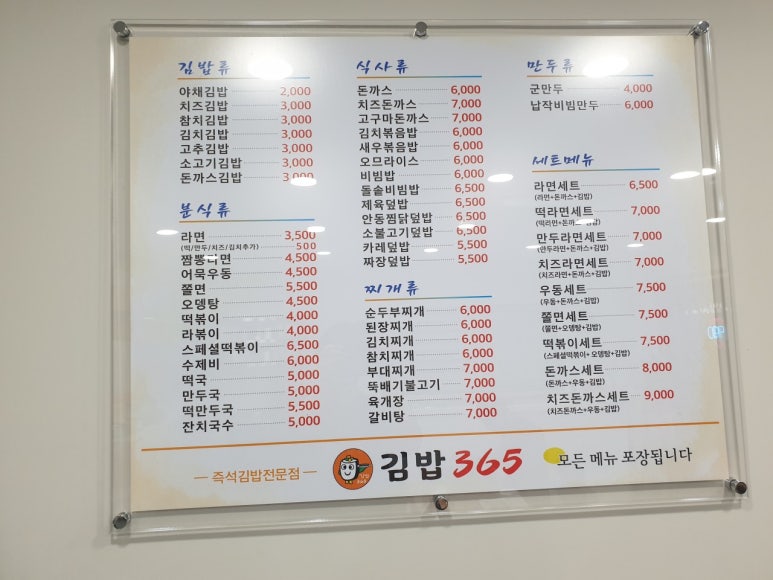 김밥류
야채김밥 2,000
치즈김밥 3,000
참치김밥 3,000
김치김밥 3,000
고추김밥 3,000
소고기김밥 3,000
돈까스김밥 3,000
분식류
라면 3,500
(떡/만두/치즈/김치추가) 500
짬뽕라면 4,500
어묵우동 4,500
쫄면 5,500
오뎅탕 4,500
떡볶이 4,000
라볶이 4,000
스페셜떡볶이 6,500
수제비 6,000
떡국 5,000
만두국 5,000
떡만두국 5,500
잔치국수 5,000
식사류
돈까스 6,000
치즈돈까스 7,000
고구마돈까스 7,000
김치볶음밥 6,000
새우볶음밥 6,000
오므라이스 6,000
비빔밥 6,000
돌솥비빔밥 6,500
제육덮밥 6,500
안동찜닭덮밥 6,500
소불고기덮밥 6,500
카레덮밥 5,500
짜장덮밥 5,500
찌개류
순두부찌개 6,000
된장찌개 6,000
김치찌개 6,000
참치찌개 6,000
부대찌개 7,000
뚝배기불고기 7,000
육개장 7,000
갈비탕 7,000
만두류
군만두 4,000
납작비빔만두 6,000
세트메뉴
라면세트 6,500
(라면+돈까스+김밥)
떡라면세트 7,000
(떡라면+돈까스+김밥)
만두라면세트 7,000
(만두라면+돈까스+김밥)
치즈라면세트 7,000
(치즈라면+돈까스+김밥)
우동세트 7,500
(우동+돈까스+김밥)
쫄면세트 7,500
(쫄면+오뎅탕+김밥)
떡볶이세트 7,500
(스페셜떡볶이+오뎅탕+김밥)
돈까스세트 8,000
(돈까스+우동+김밥)
치즈돈까스세트 9,000
(치즈돈까스+우동+김밥)
즉석김밥전문점
김밥 365
모든 메뉴 포장됩니다